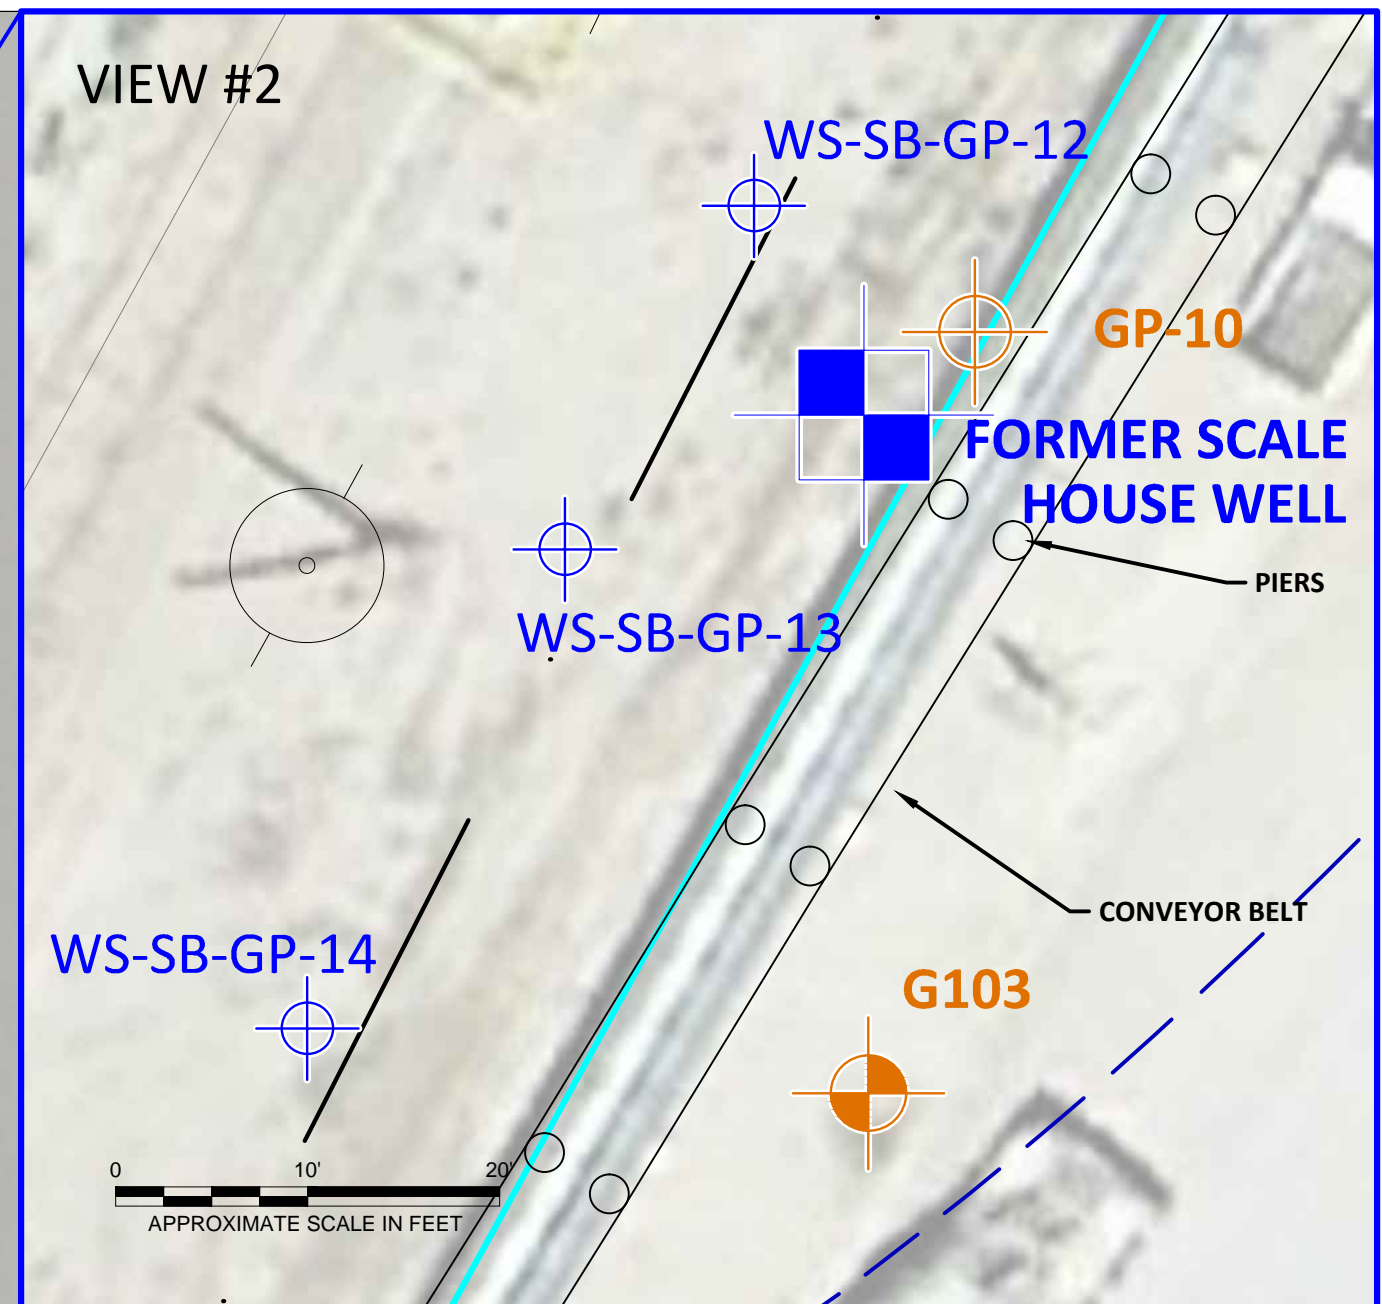 VIEW #2
WS-SB-GP-12
GP-10
FORMER SCALE
HOUSE WELL
PIERS
WS-SB-GP-13
CONVEYOR BELT
WS-SB-GP-14
G103
0 10' 20'
APPROXIMATE SCALE IN FEET